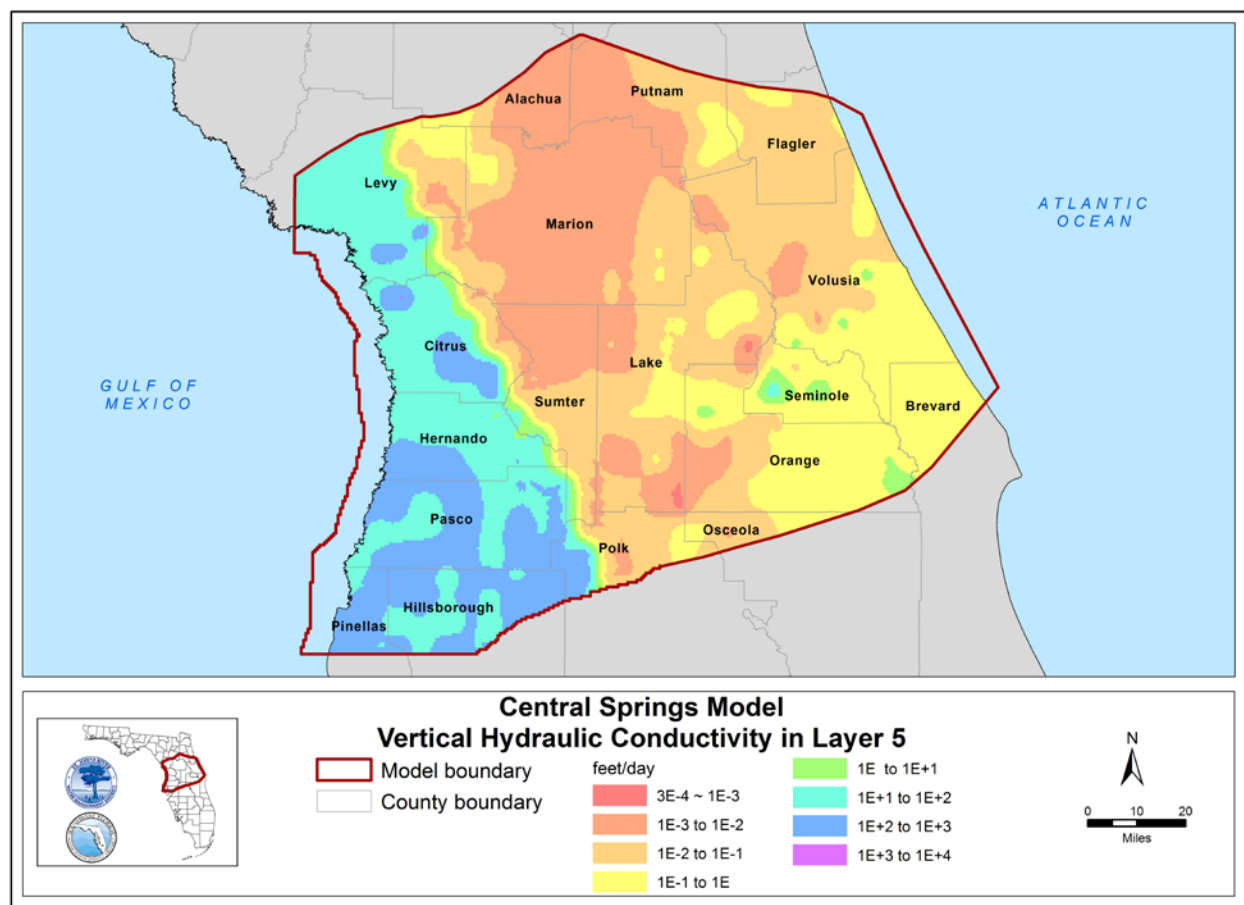 Alachua
Putnam
Flagler
Levy
Marion
ATLANTIC
OCEAN
Volusia
Citrus
Lake
GULF OF
MEXICO
Sumter
Seminole
Brevard
Hernando
Orange
Pasco
Osceola
Polk
Hillsborough
Pinellas
Central Springs Model
Vertical Hydraulic Conductivity in Layer 5
Model boundary
County boundary
feet/day
3E-4 ~ 1E-3
1E-3 to 1E-2
1E-2 to 1E-1
1E-1 to 1E
1E to 1E+1
1E+1 to 1E+2
1E+2 to 1E+3
1E+3 to 1E+4
N
0 10 20
Miles